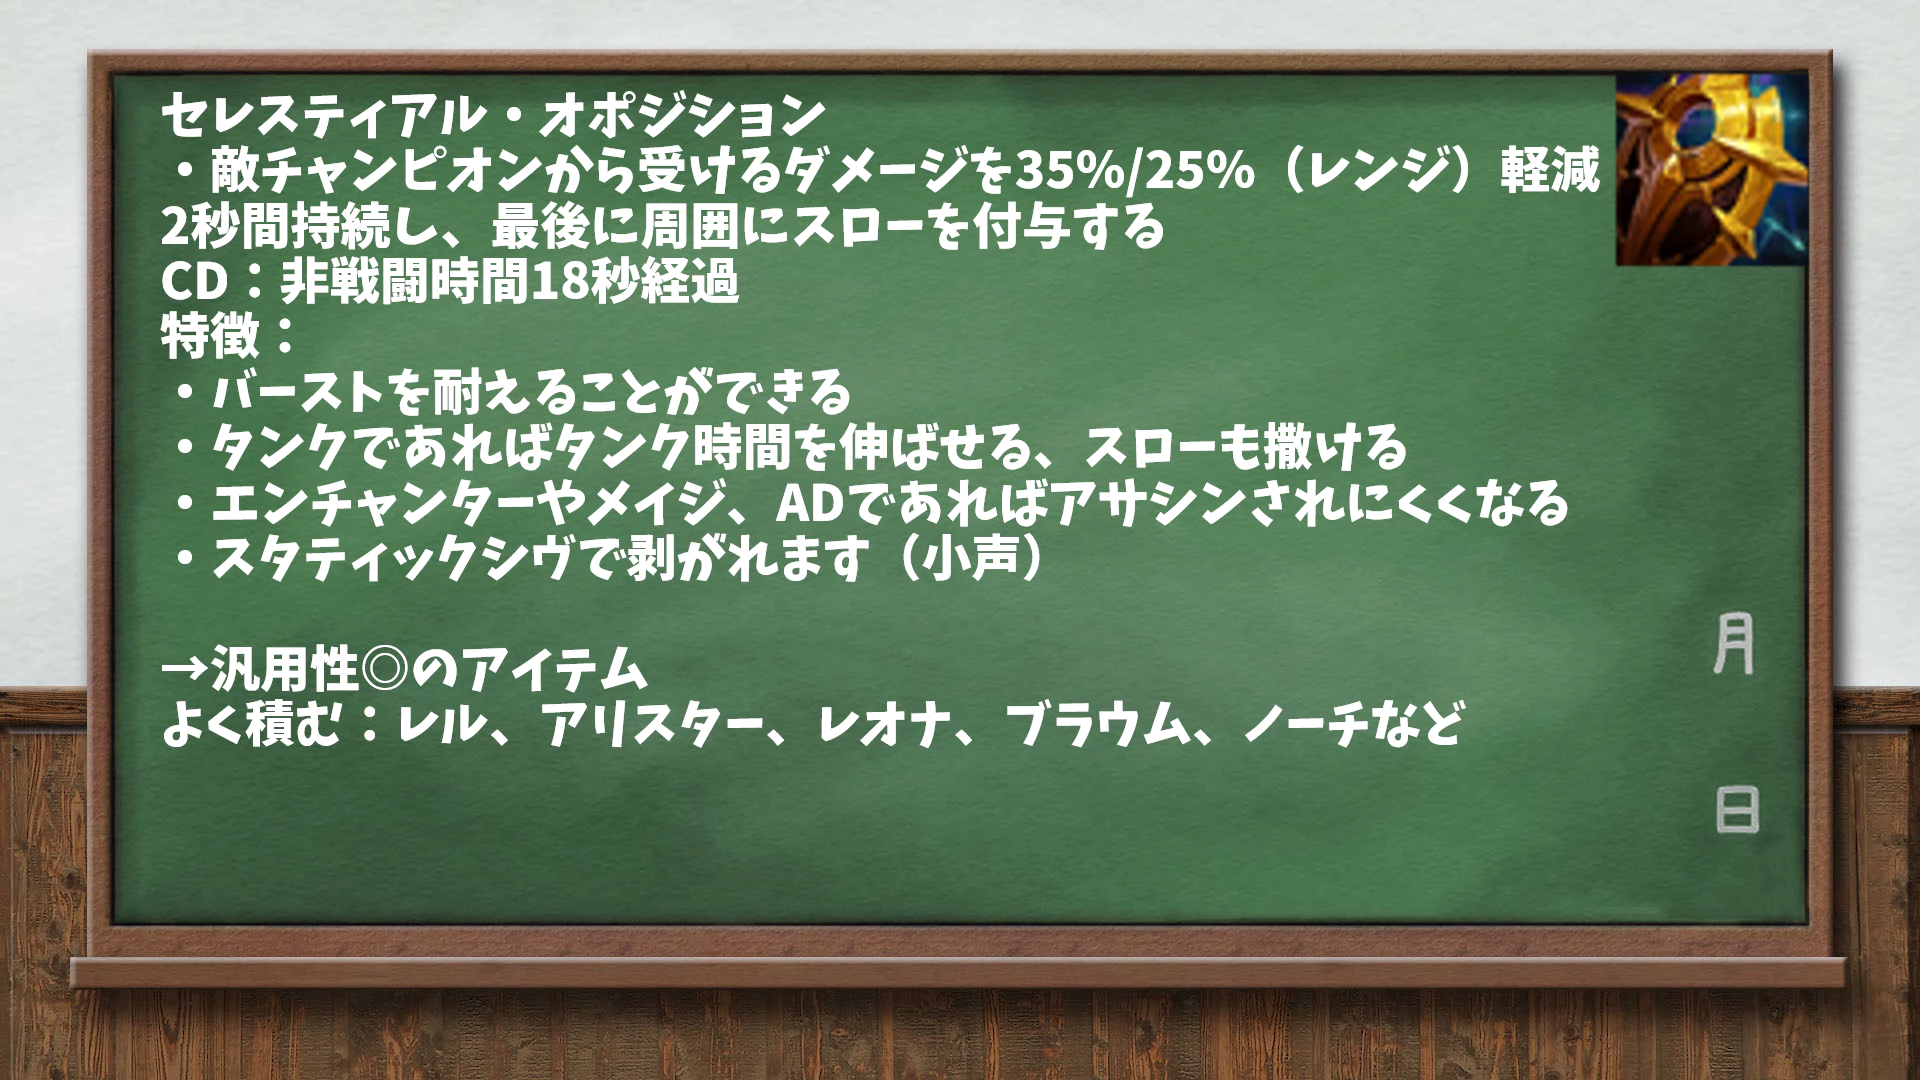 セレスティアル・オポジション
・敵チャンピオンから受けるダメージを35%/25%（レンジ）軽減
2秒間持続し、最後に周囲にスローを付与する
CD：非戦闘時間18秒経過
特徴：
・バーストを耐えることができる
・タンクであればタンク時間を伸ばせる、スローも撒ける
・エンチャンターやメイジ、ADであればアサシンされにくくなる
・スタティックシヴで剥がれます（小声）
→汎用性◎のアイテム
よく積む：レル、アリスター、レオナ、ブラウム、ノーチなど
月
日